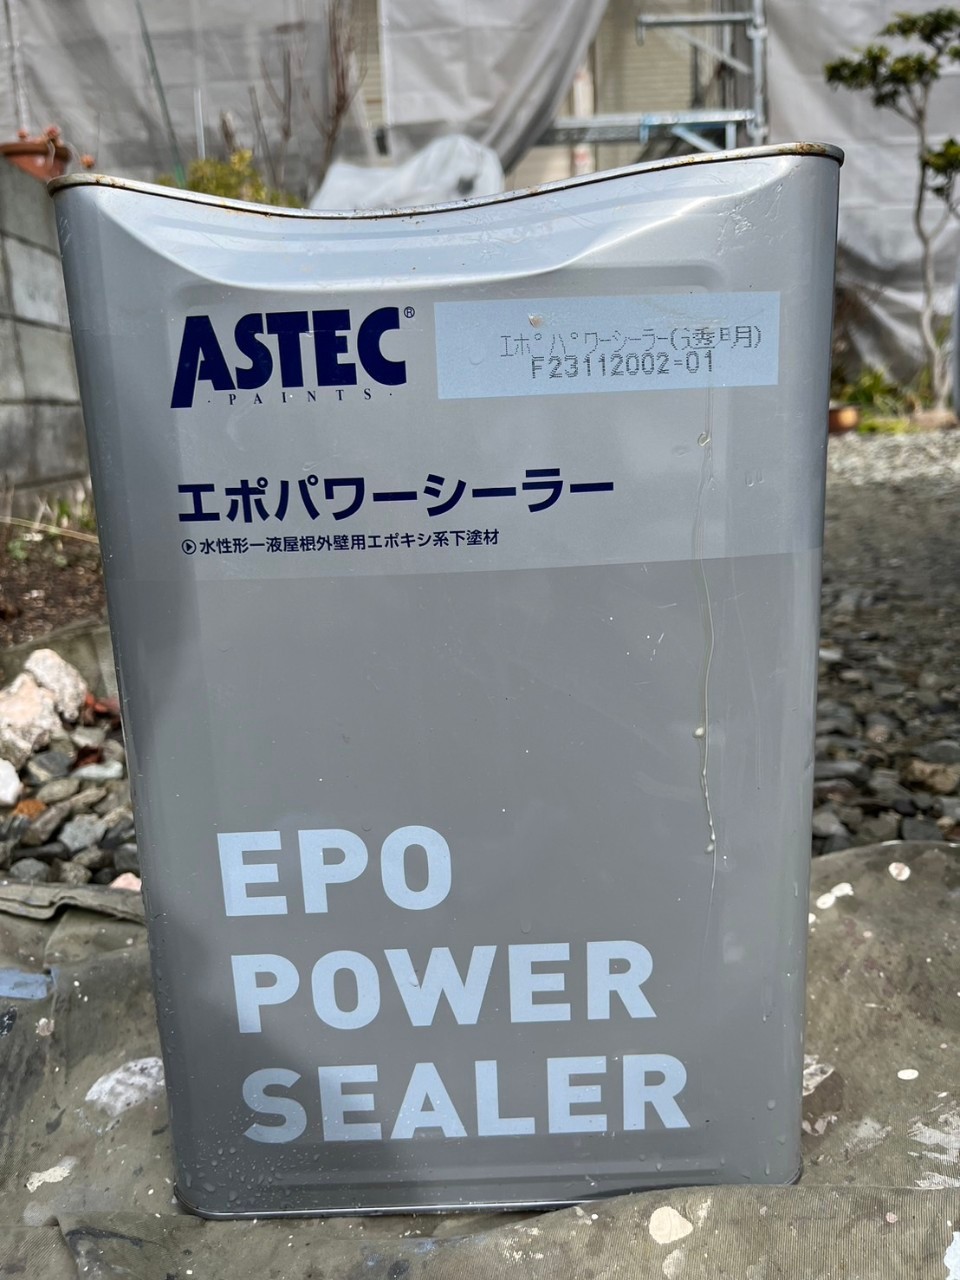 ASTEC®
・PAINTS・
エポパワーシーラー(透明)
F23112002-01
エポパワーシーラー
水性形一液屋根外壁用エポキシ系下塗材
EPO
POWER
SEALER